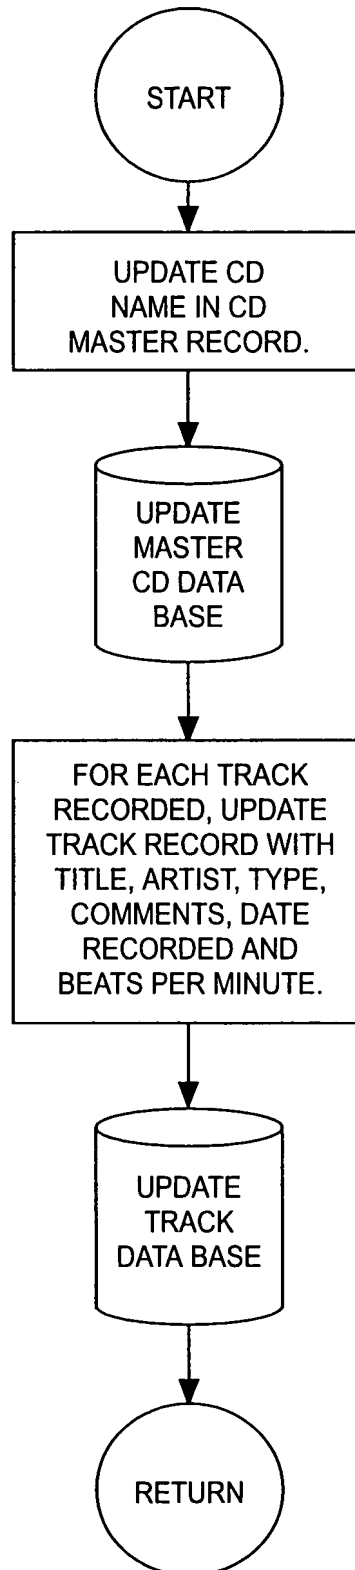 START
UPDATE CD
NAME IN CD
MASTER RECORD.
UPDATE
MASTER
CD DATA
BASE
FOR EACH TRACK
RECORDED, UPDATE
TRACK RECORD WITH
TITLE, ARTIST, TYPE,
COMMENTS, DATE
RECORDED AND
BEATS PER MINUTE.
UPDATE
TRACK
DATA BASE
RETURN